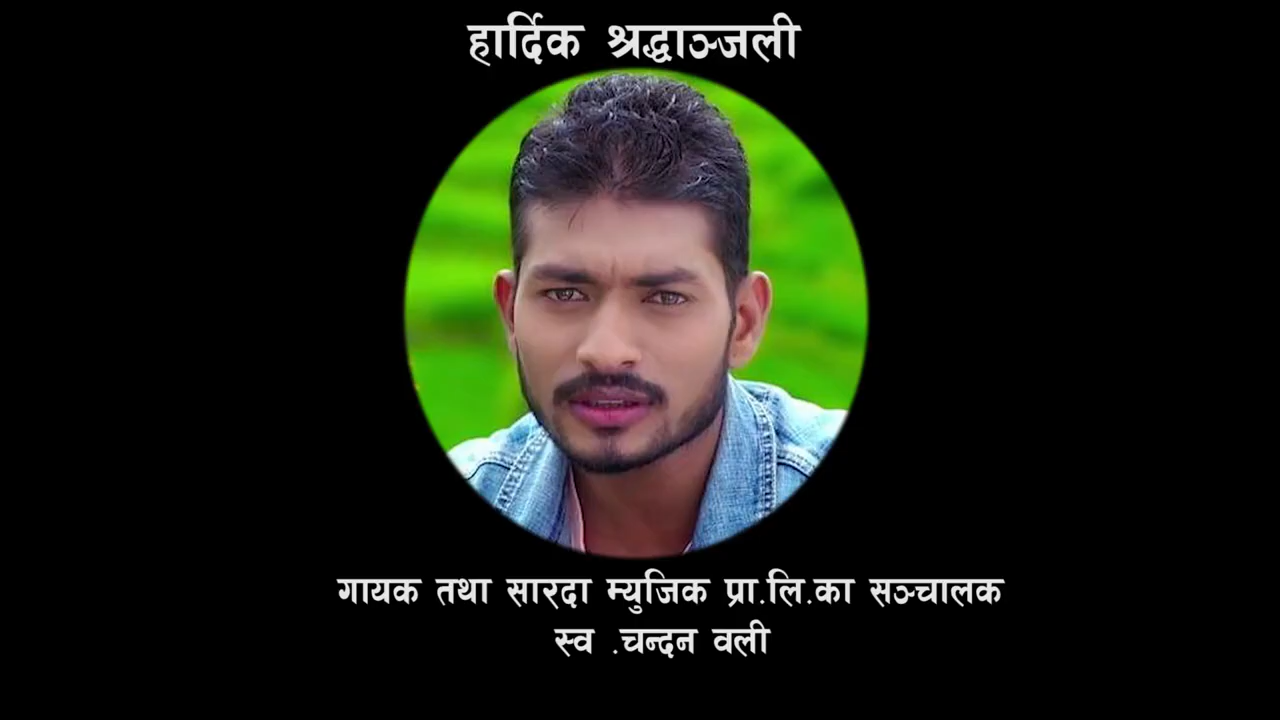 हार्दिक श्रद्धाञ्जली
गायक तथा सारदा म्युजिक प्रा.लि.का सञ्चालक
स्व .चन्दन वली